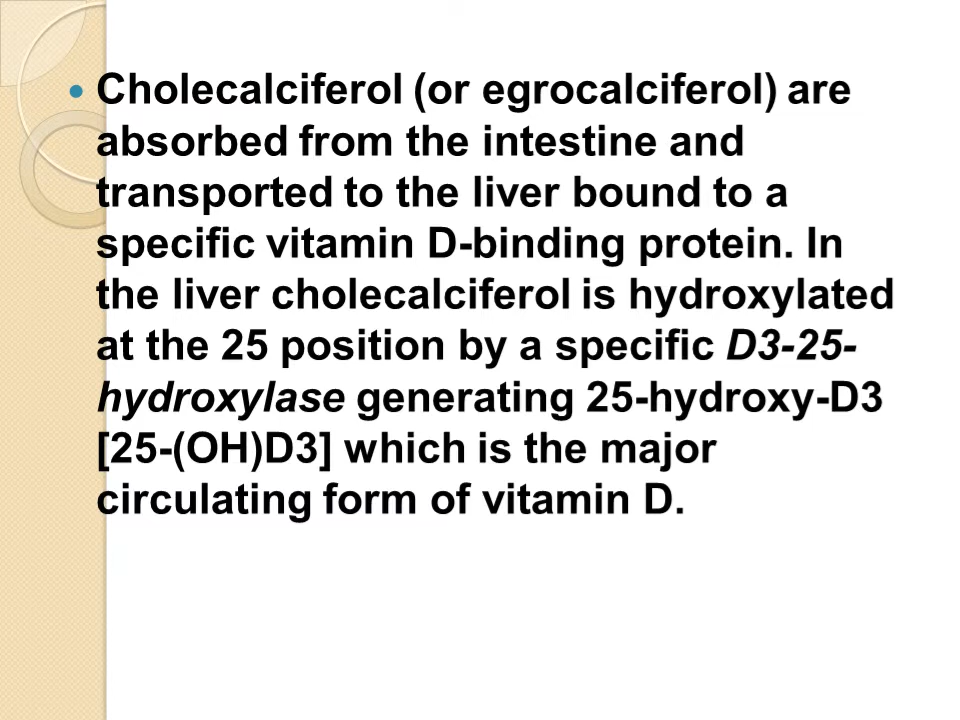 • Cholecalciferol (or egrocalciferol) are
absorbed from the intestine and
transported to the liver bound to a
specific vitamin D-binding protein. In
the liver cholecalciferol is hydroxylated
at the 25 position by a specific D3-25-
hydroxylase generating 25-hydroxy-D3
[25-(OH)D3] which is the major
circulating form of vitamin D.